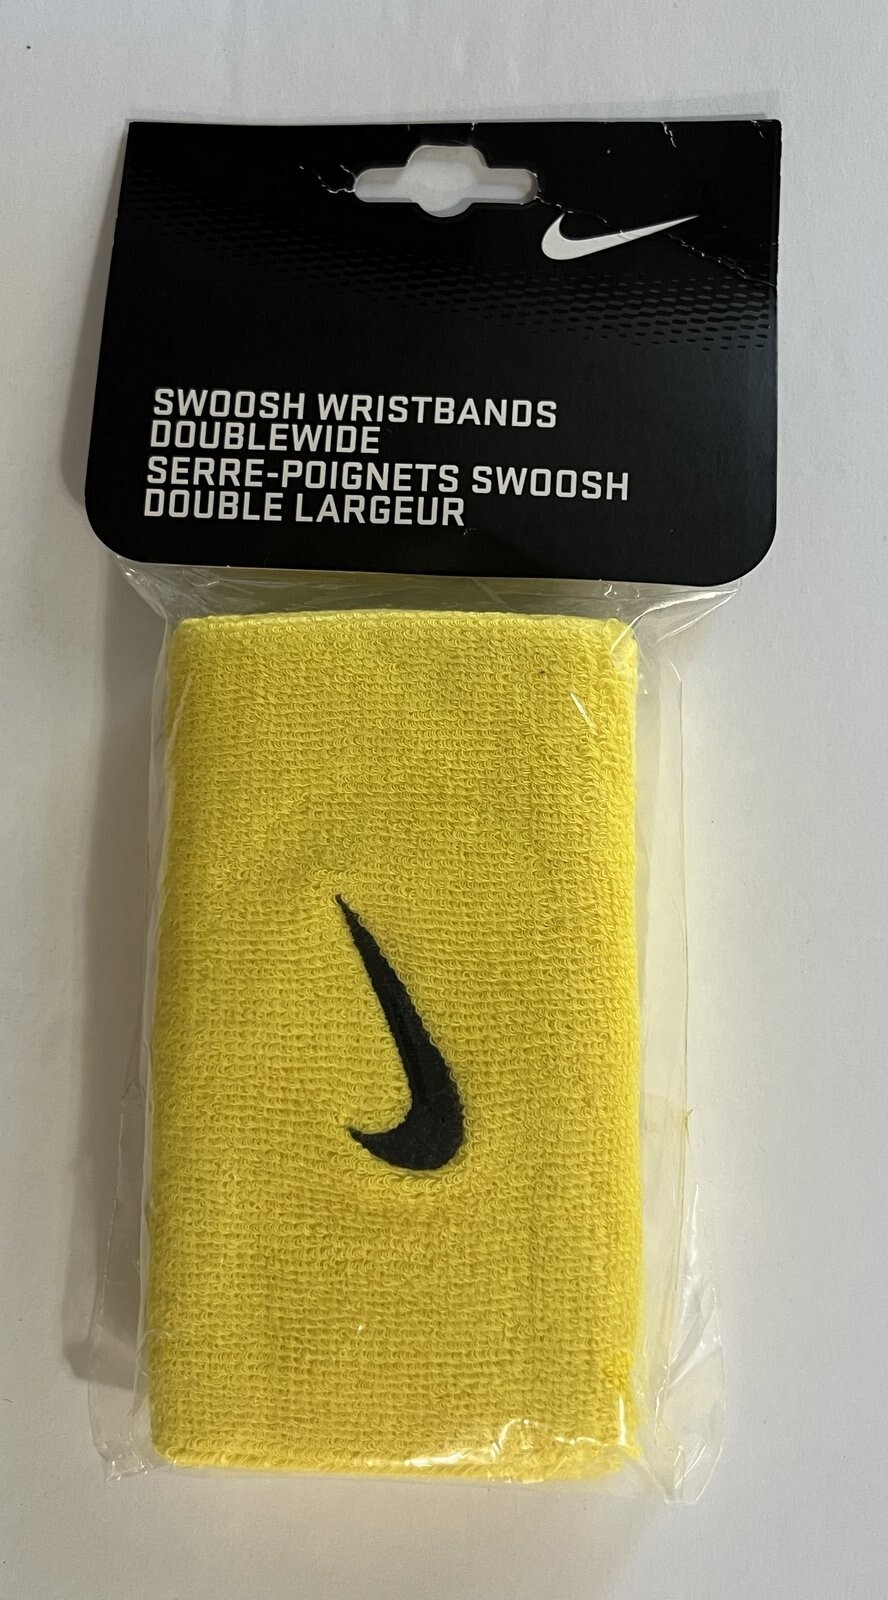 SWOOSH WRISTBANDS
DOUBLEWIDE
SERRE-POIGNETS SWOOSH
DOUBLE LARGEUR